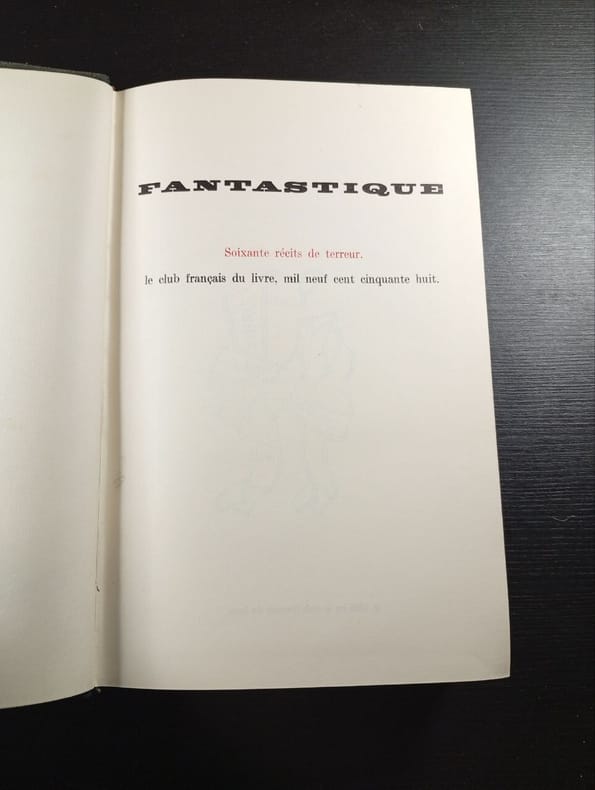 FANTASTIQUE
Soixante récits de terreur.
le club français du livre, mil neuf cent cinquante huit.